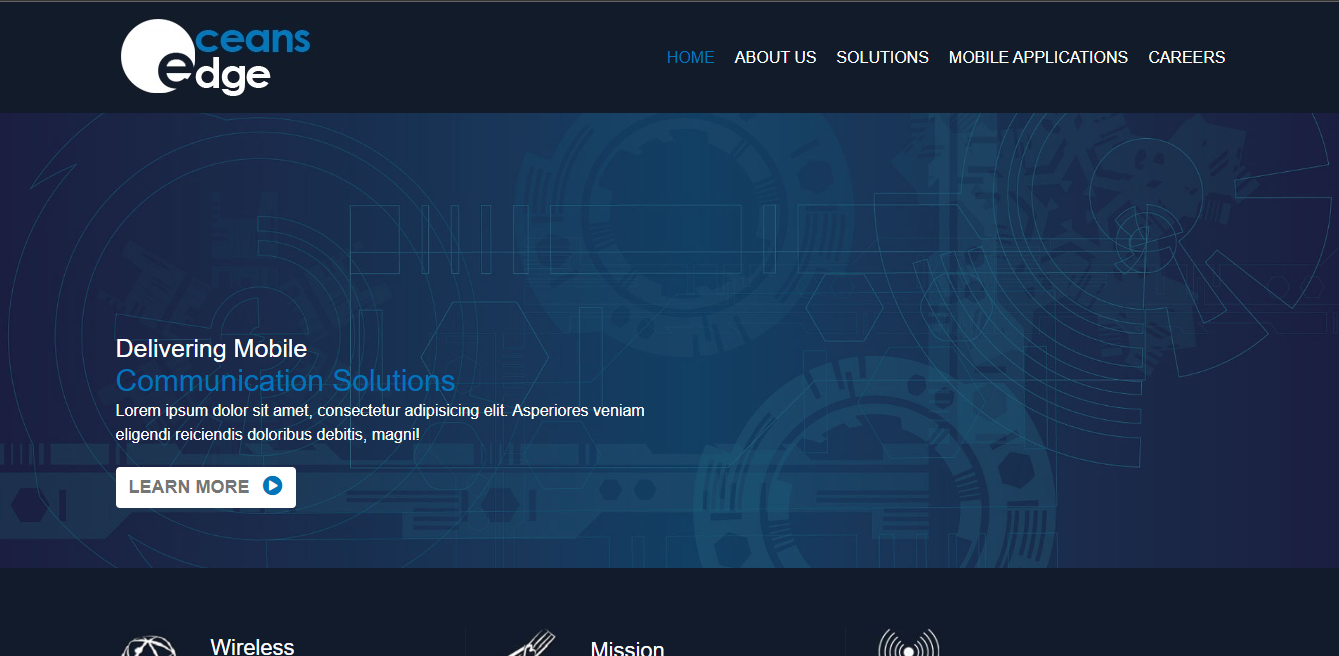 Oceans
edge
HOME ABOUT US SOLUTIONS MOBILE APPLICATIONS CAREERS
Delivering Mobile
Communication Solutions
Lorem ipsum dolor sit amet, consectetur adipisicing elit. Asperiores veniam
eligendi reiciendis doloribus debitis, magni!
LEARN MORE
Wireless
Mission